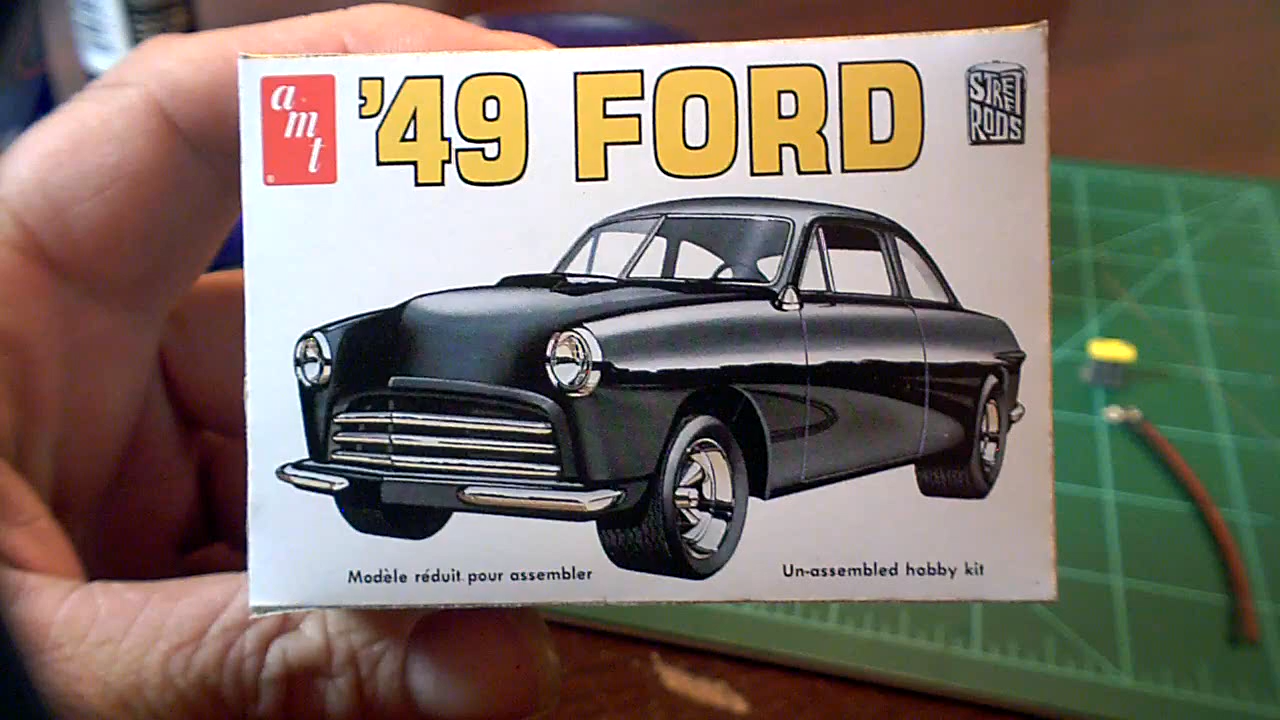 amt
'49 FORD
STREET
RODS
Modèle réduit pour assembler
Un-assembled hobby kit